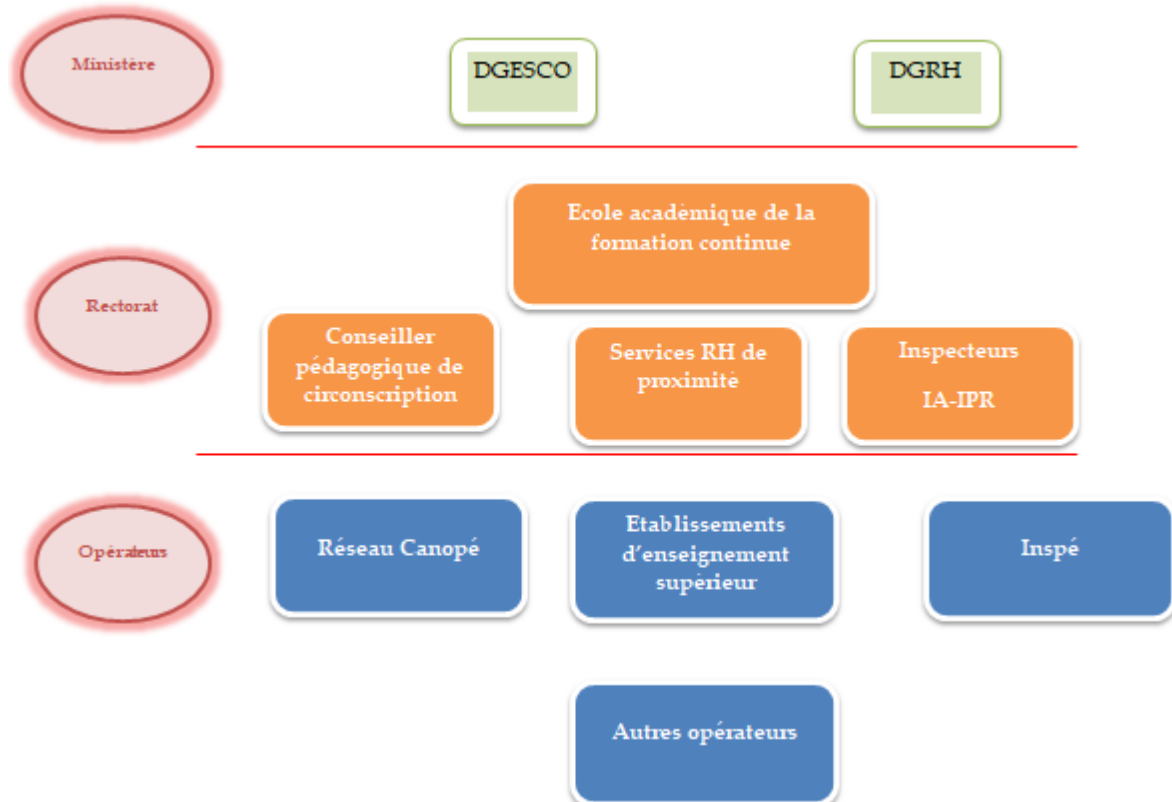 Ministère
DGESCO
DGRH
Ecole académique de la
formation continue
Rectorat
Conseiller
pédagogique de
circonscription
Services RH de
proximité
Inspecteurs
IA-IPR
Opérateurs
Réseau Canopé
Etablissements
d’enseignement
supérieur
Inspé
Autres opérateurs